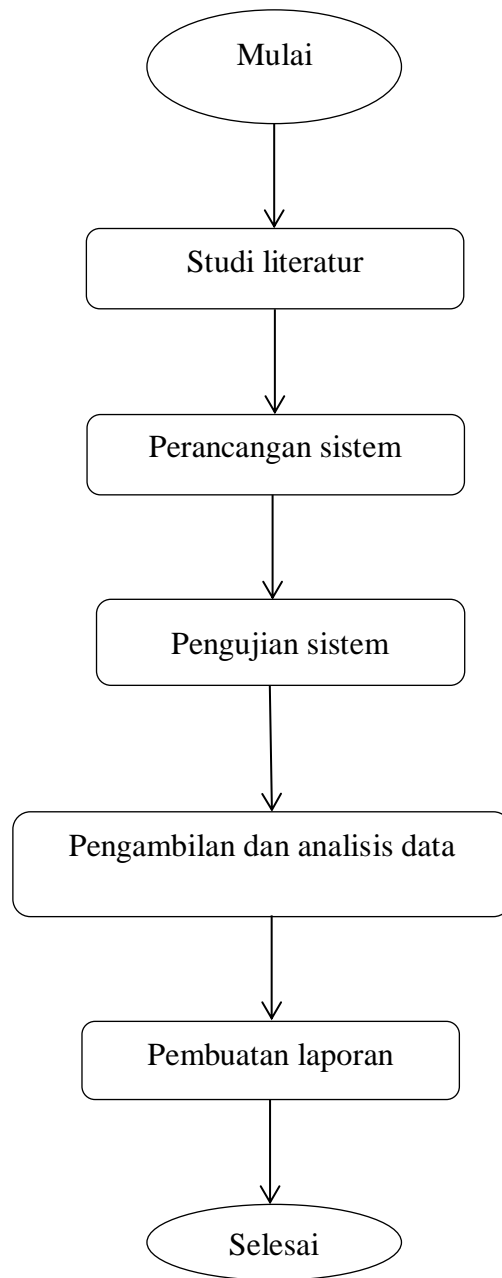 Mulai
Studi literatur
Perancangan sistem
Pengujian sistem
Pengambilan dan analisis data
Pembuatan laporan
Selesai